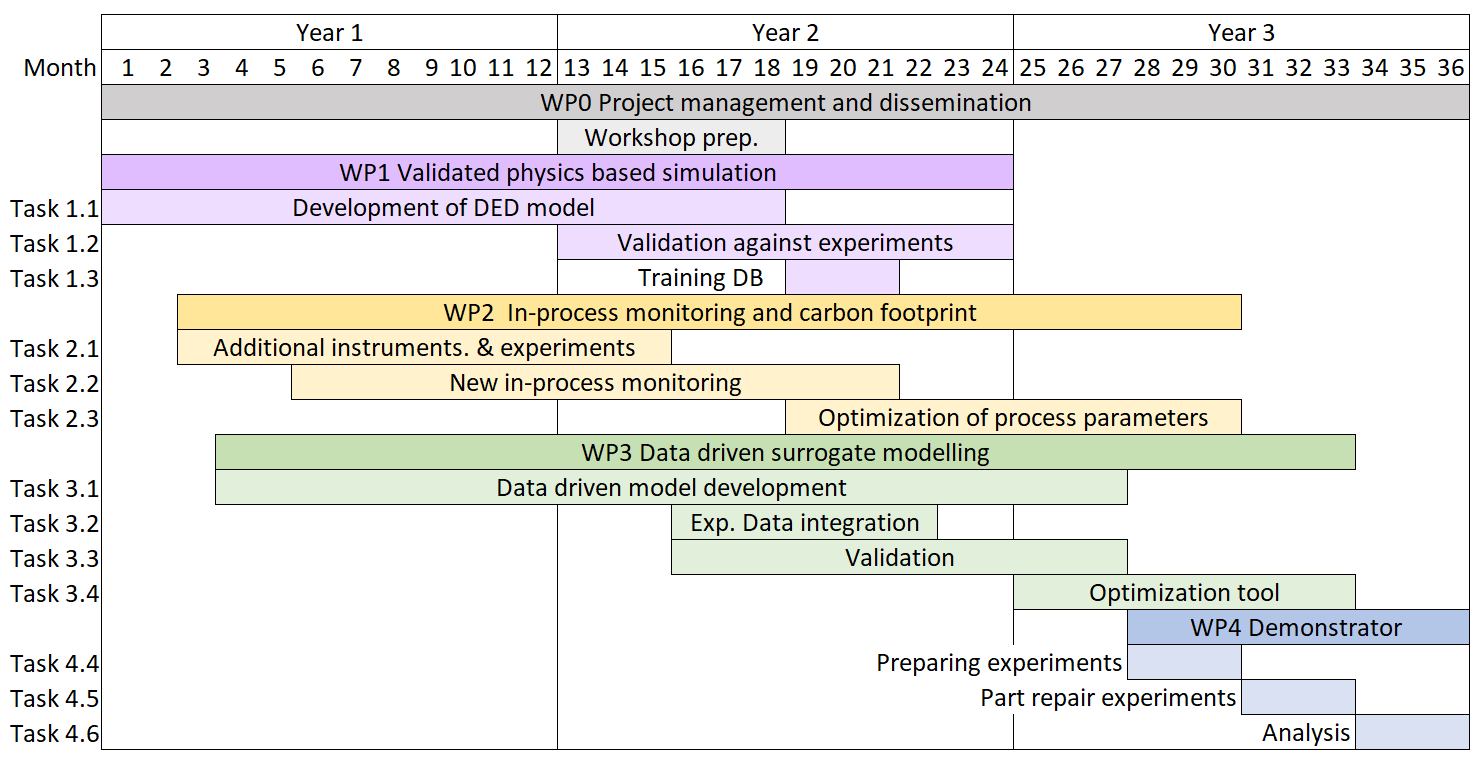 Year 1 Year 2 Year 3
Month 1 2 3 4 5 6 7 8 9 10 11 12 13 14 15 16 17 18 19 20 21 22 23 24 25 26 27 28 29 30 31 32 33 34 35 36
WP0 Project management and dissemination
Workshop prep.
WP1 Validated physics based simulation
Task 1.1 Development of DED model
Task 1.2 Validation against experiments
Task 1.3 Training DB
WP2 In-process monitoring and carbon footprint
Task 2.1 Additional instruments. & experiments
Task 2.2 New in-process monitoring
Task 2.3 Optimization of process parameters
WP3 Data driven surrogate modelling
Task 3.1 Data driven model development
Task 3.2 Exp. Data integration
Task 3.3 Validation
Task 3.4 Optimization tool
WP4 Demonstrator
Task 4.4 Preparing experiments
Task 4.5 Part repair experiments
Task 4.6 Analysis